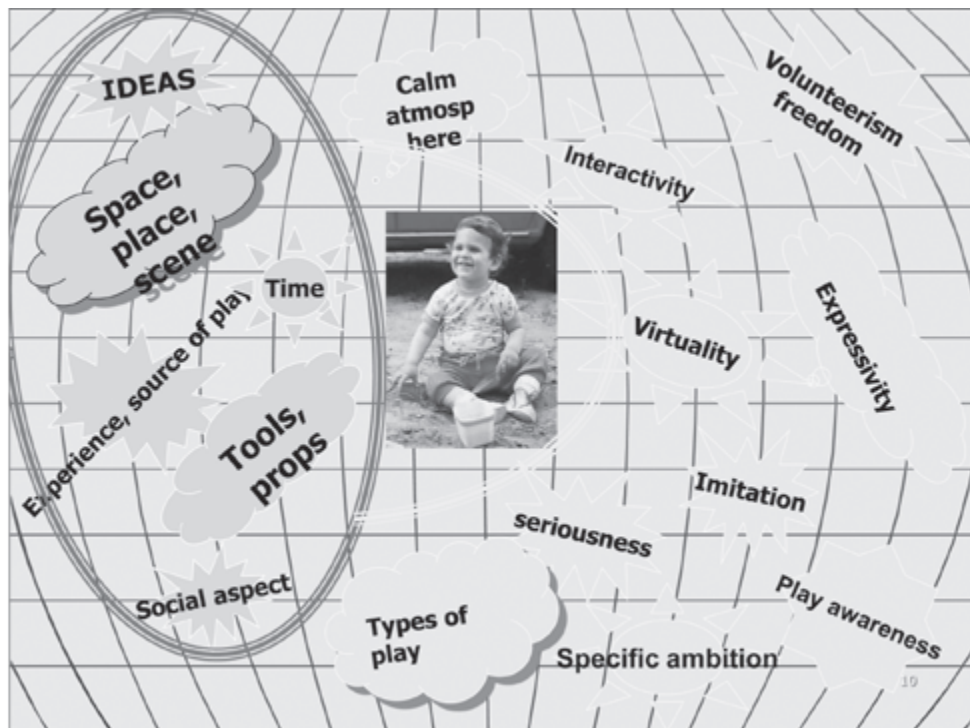 IDEAS
Space,
place,
scene
Time
Experience, source of play
Tools,
props
Social aspect
Calm
atmosp
here
Types of
play
Volunteerism
freedom
Interactivity
Virtuality
Expressivity
Imitation
seriousness
Play awareness
Specific ambition
10